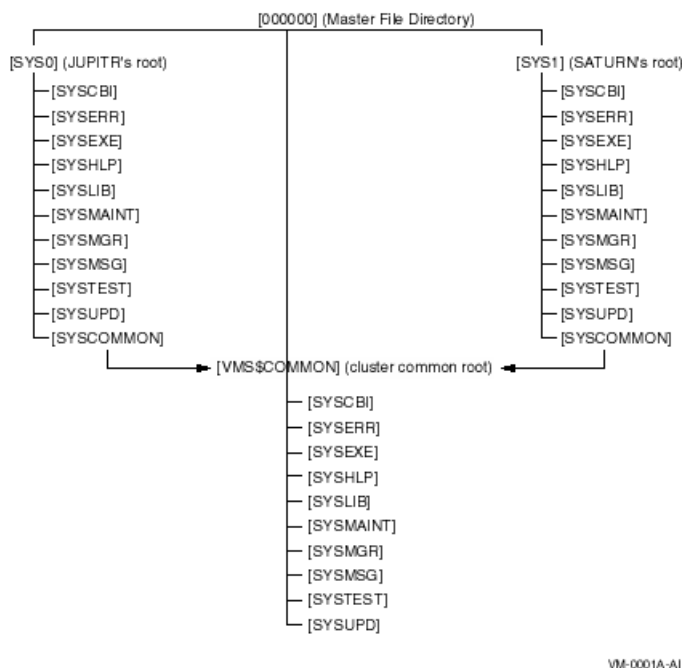 [000000] (Master File Directory)
[SYS0] (JUPITR's root)
[SYSCBI]
[SYSERR]
[SYSEXE]
[SYSHLP]
[SYSLIB]
[SYSMAINT]
[SYSMGR]
[SYSMSG]
[SYSTEST]
[SYSUPD]
[SYSCOMMON]
[SYS1] (SATURN's root)
[SYSCBI]
[SYSERR]
[SYSEXE]
[SYSHLP]
[SYSLIB]
[SYSMAINT]
[SYSMGR]
[SYSMSG]
[SYSTEST]
[SYSUPD]
[SYSCOMMON]
[VMS$COMMON] (cluster common root)
[SYSCBI]
[SYSERR]
[SYSEXE]
[SYSHLP]
[SYSLIB]
[SYSMAINT]
[SYSMGR]
[SYSMSG]
[SYSTEST]
[SYSUPD]
VM-0001A-AI